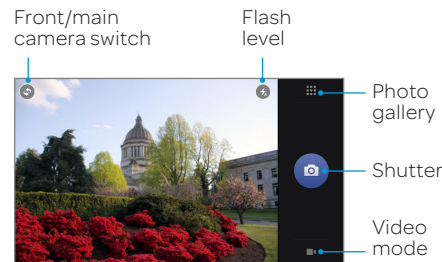 Front/main
camera switch
Flash
level
Photo
gallery
Shutter
Video
mode